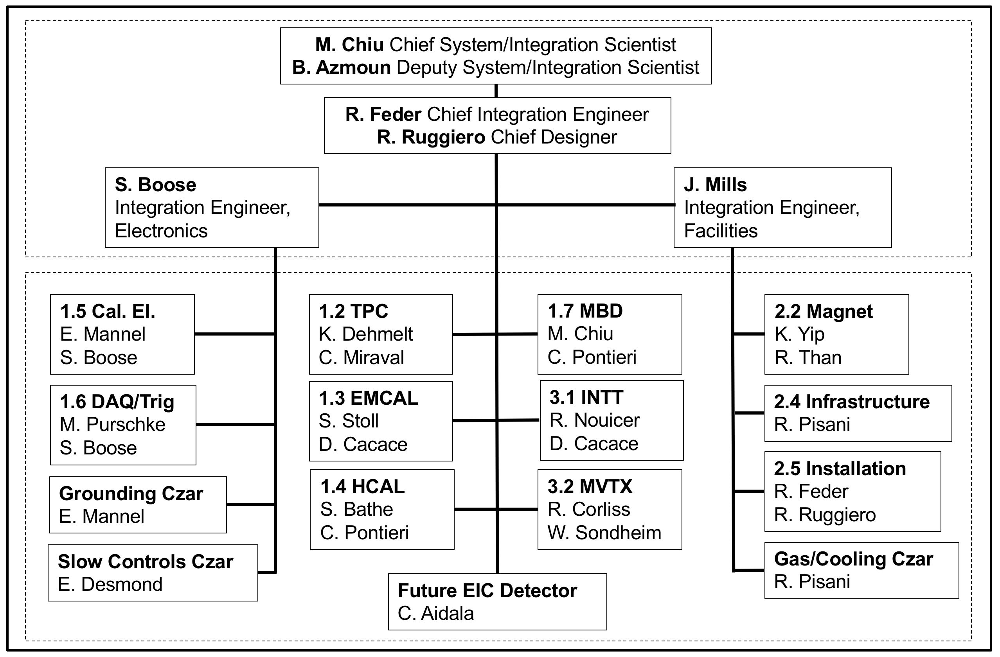 M. Chiu Chief System/Integration Scientist
B. Azmoun Deputy System/Integration Scientist
R. Feder Chief Integration Engineer
R. Ruggiero Chief Designer
S. Boose
Integration Engineer,
Electronics
J. Mills
Integration Engineer,
Facilities
1.5 Cal. El.
E. Mannel
S. Boose
1.6 DAQ/Trig
M. Purschke
S. Boose
Grounding Czar
E. Mannel
Slow Controls Czar
E. Desmond
1.2 TPC
K. Dehmelt
C. Miraval
1.3 EMCAL
S. Stoll
D. Cacace
1.4 HCAL
S. Bathe
C. Pontieri
1.7 MBD
M. Chiu
C. Pontieri
3.1 INTT
R. Nouicer
D. Cacace
3.2 MVTX
R. Corliss
W. Sondheim
Future EIC Detector
C. Aidala
2.2 Magnet
K. Yip
R. Than
2.4 Infrastructure
R. Pisani
2.5 Installation
R. Feder
R. Ruggiero
Gas/Cooling Czar
R. Pisani